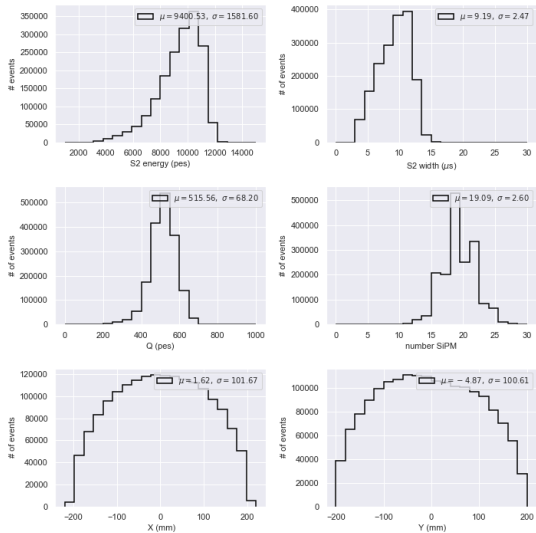 350000
300000
250000
200000
150000
100000
50000
0
# events
μ = 9400.53, σ = 1581.60
2000 4000 6000 8000 10000 12000 14000
S2 energy (pes)
400000
300000
200000
100000
0
# of events
μ = 9.19, σ = 2.47
0 5 10 15 20 25 30
S2 width (μs)
500000
400000
300000
200000
100000
0
# of events
μ = 515.56, σ = 68.20
0 200 400 600 800 1000
Q (pes)
500000
400000
300000
200000
100000
0
# of events
μ = 19.09, σ = 2.60
0 5 10 15 20 25 30
number SiPM
120000
100000
80000
60000
40000
20000
0
# of events
μ = 1.62, σ = 101.67
−200 −100 0 100 200
X (mm)
100000
80000
60000
40000
20000
0
# of events
μ = − 4.87, σ = 100.61
−200 −100 0 100 200
Y (mm)